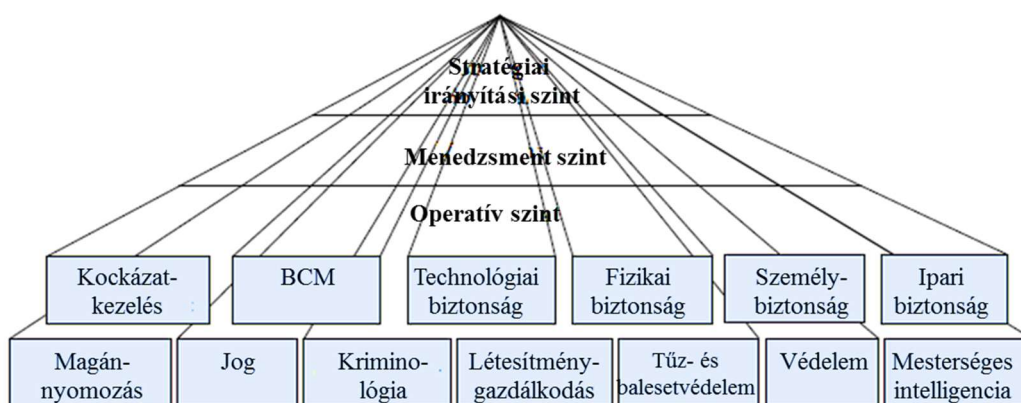 Stratégiai
irányítási szint
Menedzsment szint
Operatív szint
Kockázat-
kezelés
BCM
Technológiai
biztonság
Fizikai
biztonság
Személy-
biztonság
Ipari
biztonság
Magán-
nyomozás
Jog
Krimino-
lógia
Létesítmény-
gazdálkodás
Tűz- és
balesetvédelem
Védelem
Mesterséges
intelligencia